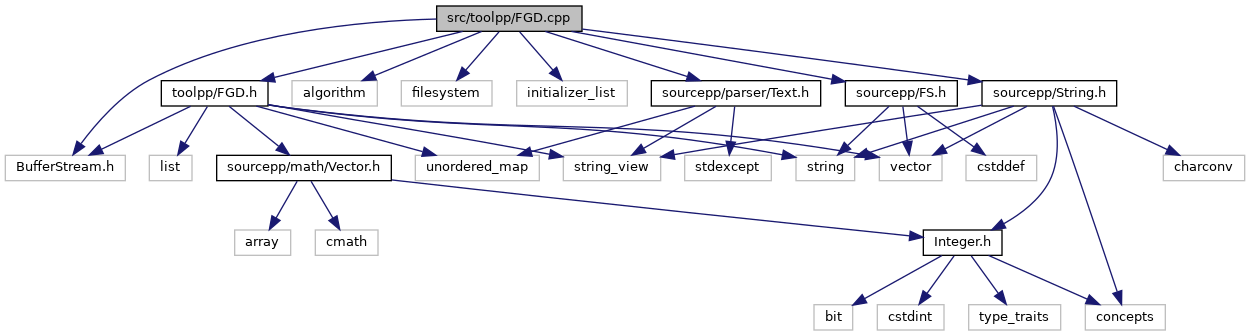 src/toolpp/FGD.cpp
toolpp/FGD.h
algorithm
filesystem
initializer_list
sourcepp/parser/Text.h
sourcepp/FS.h
sourcepp/String.h
BufferStream.h
list
sourcepp/math/Vector.h
unordered_map
string_view
stdexcept
string
vector
cstddef
charconv
array
cmath
Integer.h
bit
cstdint
type_traits
concepts